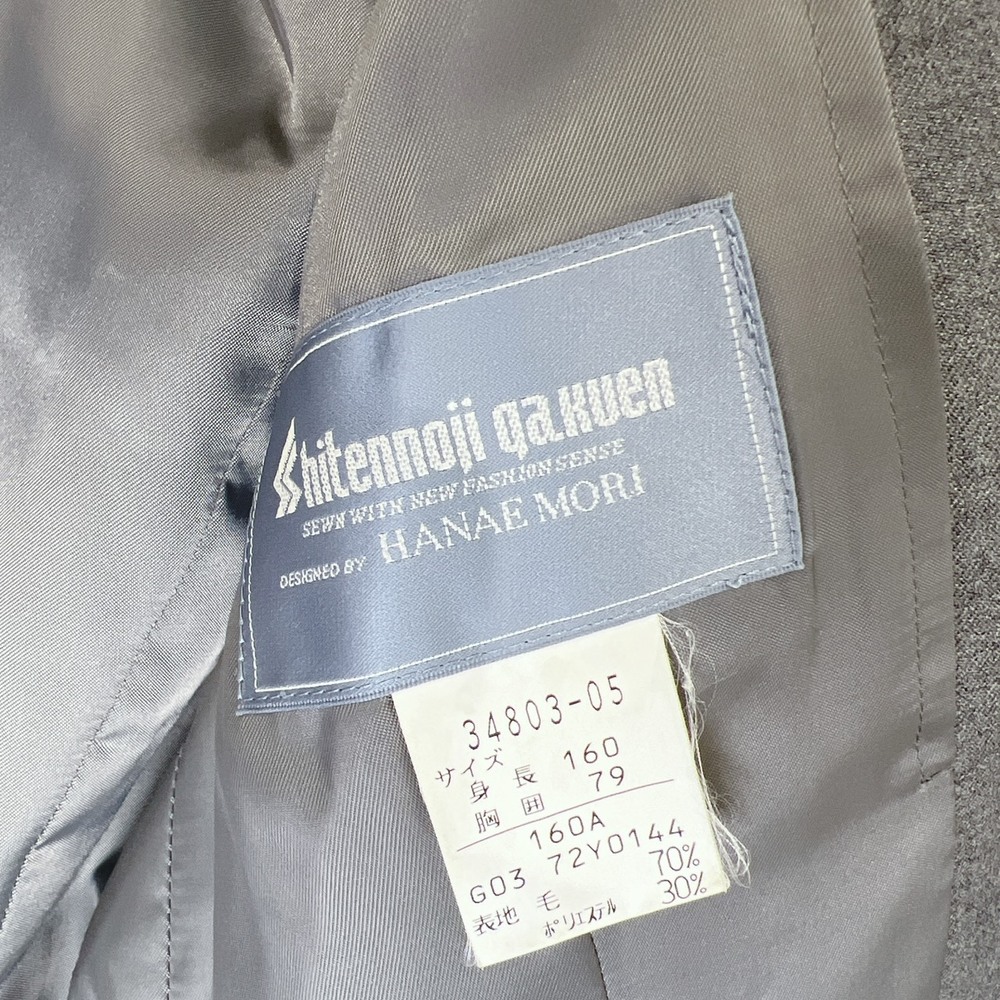 Shitennoji gakuen
SEWN WITH NEW FASHION SENSE
DESIGNED BY HANAE MORI
34803-05
サイズ
身 長 160
胸 囲 79
160A
G03 72Y0144
表地 毛 70%
ポリエステル 30%